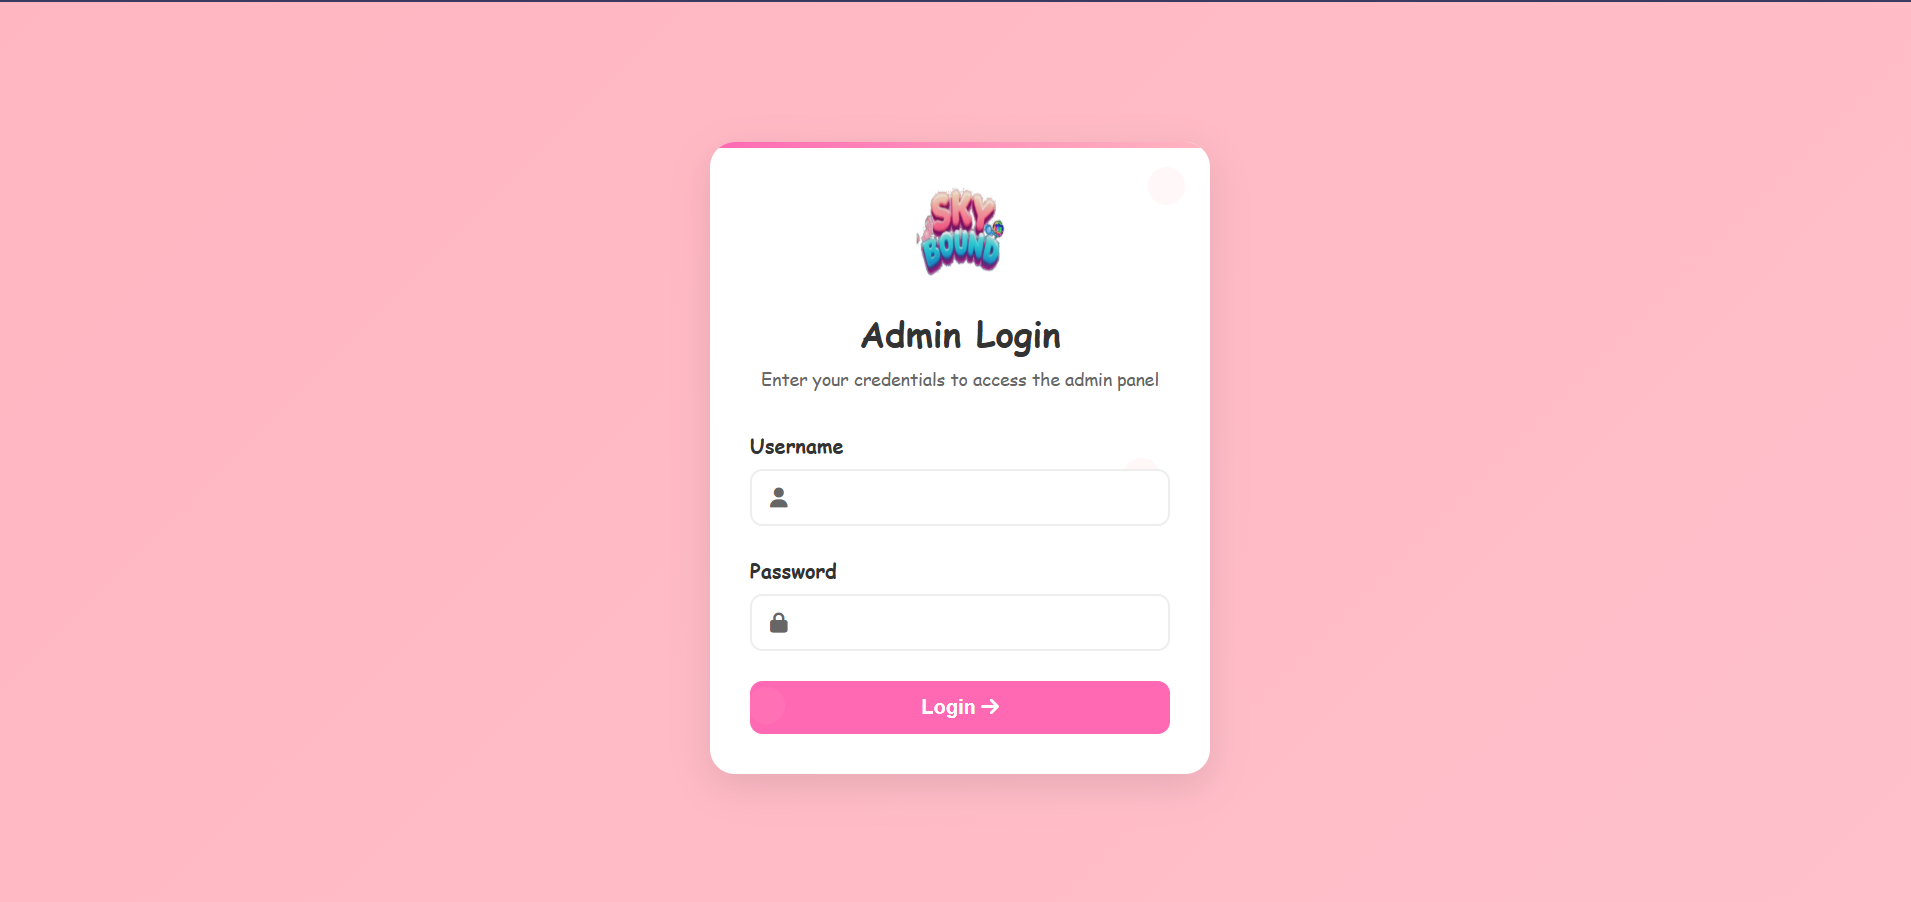 SKY
BOUND
Admin Login
Enter your credentials to access the admin panel
Username
Password
Login